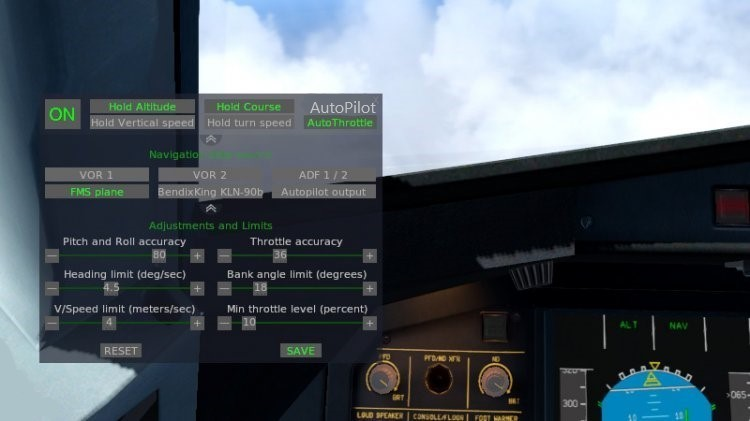 ON
Hold Altitude
Hold Course
AutoPilot
Hold Vertical speed
Hold turn speed
AutoThrottle
VOR 1
VOR 2
ADF 1 / 2
FMS plane
BendixKing KLN-90b
Autopilot output
Adjustments and Limits
Pitch and Roll accuracy
Throttle accuracy
— 80 +
— 36 +
Heading limit (deg/sec)
Bank angle limit (degrees)
— 4.5 +
— 18 +
V/Speed limit (meters/sec)
Min throttle level (percent)
— 4 +
— 10 +
RESET
SAVE
ALT
NAV
PFD/ND XFR
ND
BRT
BRT
LOUD SPEAKER
CONSOLE/FLOOR
FOOT WARMER
300
065
10
10